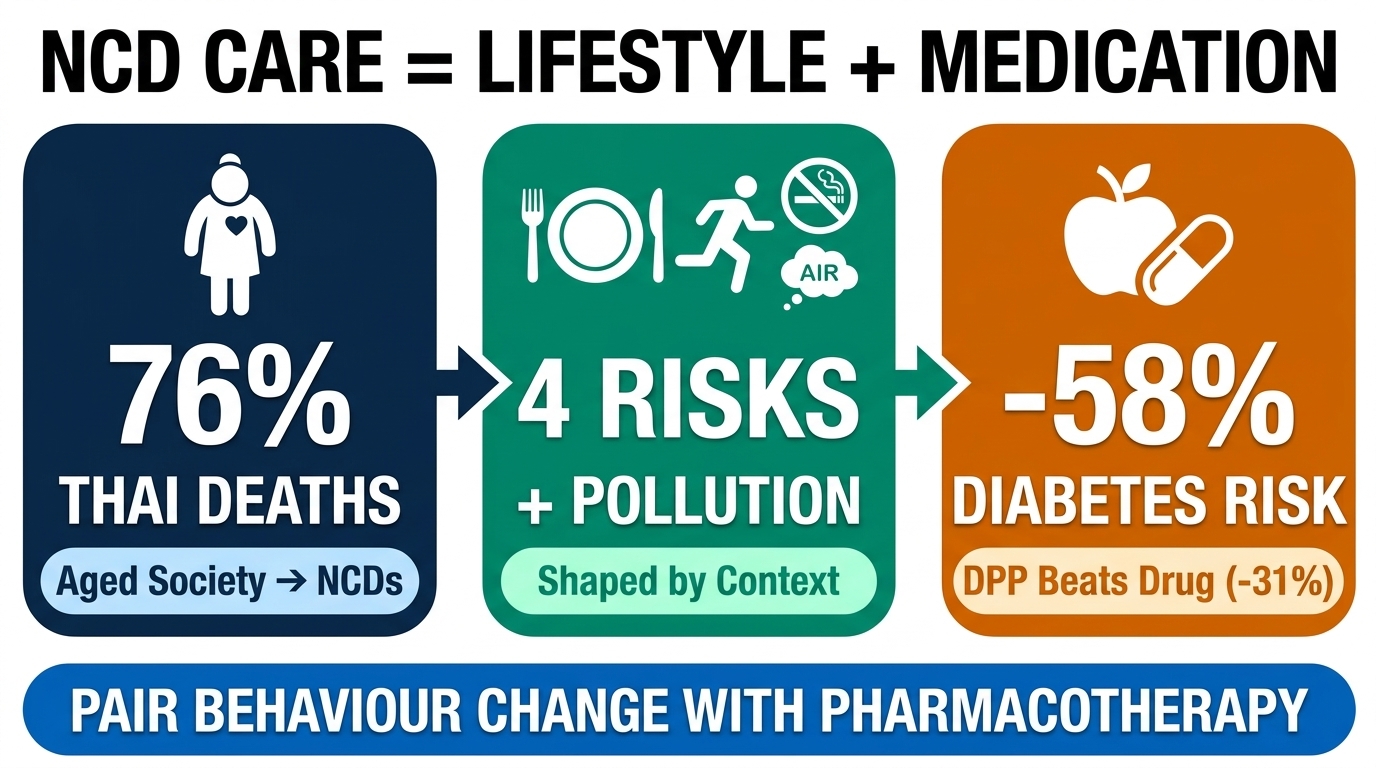 NCD CARE = LIFESTYLE + MEDICATION
76%
THAI DEATHS
Aged Society → NCDs
AIR
4 RISKS
+ POLLUTION
Shaped by Context
-58%
DIABETES RISK
DPP Beats Drug (-31%)
PAIR BEHAVIOUR CHANGE WITH PHARMACOTHERAPY